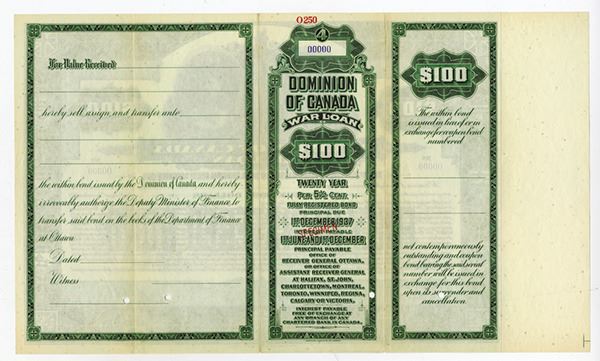 For Value Received
hereby sell, assign, and transfer unto
the within bond issued by the Dominion of Canada, and hereby
irrevocably authorize the Deputy Minister of Finance to
transfer said bond on the books of the Department of Finance
at Ottawa
Dated
Witness
O250
4
00000
DOMINION
OF CANADA
WAR LOAN
$100
TWENTY YEAR
PER 5½ CENT.
FULLY REGISTERED BOND
PRINCIPAL DUE
1ST DECEMBER 1937
INTEREST PAYABLE
1ST JUNE AND 1ST DECEMBER
SPECIMEN
PRINCIPAL PAYABLE
OFFICE OF
RECEIVER GENERAL OTTAWA,
OR OFFICE OF
ASSISTANT RECEIVER GENERAL
AT HALIFAX, ST. JOHN,
CHARLOTTETOWN, MONTREAL,
TORONTO, WINNIPEG, REGINA,
CALGARY OR VICTORIA.
INTEREST PAYABLE
FREE OF EXCHANGE AT
ANY BRANCH OF ANY
CHARTERED BANK IN CANADA.
$100
The within bond
is issued in lieu of or in
exchange for coupon bond
numbered
not contemporaneously
outstanding and coupon
bond bearing the said serial
number will be issued in
exchange for this bond
upon its surrender and
cancellation.